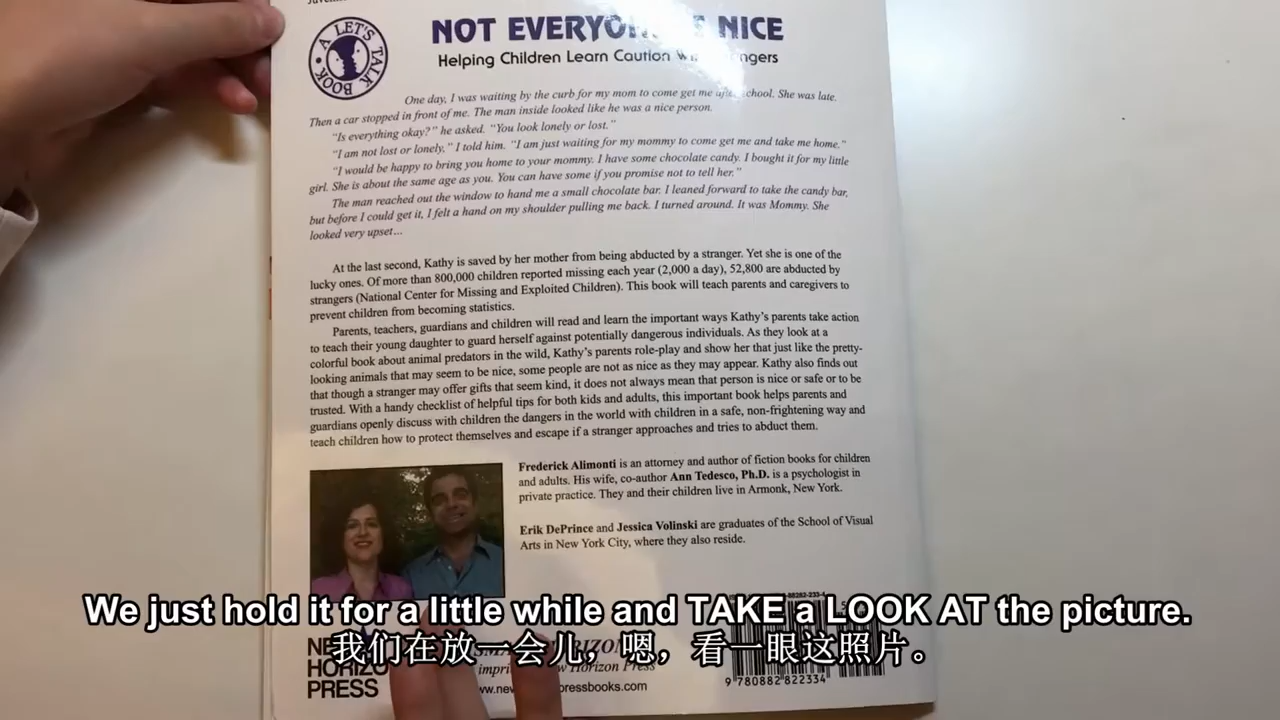 A LET'S TALK BOOK
NOT EVERYONE NICE
Helping Children Learn Caution
One day, I was waiting by the curb for my mom to come get me after school. She was late.
Then a car stopped in front of me. The man inside looked like he was a nice person.
"Is everything okay?" he asked. "You look lonely or lost."
"I am not lost or lonely." I told him. "I am just waiting for my mommy to come get me and take me home."
"I would be happy to bring you home to your mommy. I have some chocolate candy. I bought it for my little
girl. She is about the same age as you. You can have some if you promise not to tell her."
The man reached out the window to hand me a small chocolate bar. I leaned forward to take the candy bar,
but before I could get it, I felt a hand on my shoulder pulling me back. I turned around. It was Mommy. She
looked very upset...
At the last second, Kathy is saved by her mother from being abducted by a stranger. Yet she is one of the
lucky ones. Of more than 800,000 children reported missing each year (2,000 a day), 52,800 are abducted by
strangers (National Center for Missing and Exploited Children). This book will teach parents and caregivers to
prevent children from becoming statistics.
Parents, teachers, guardians and children will read and learn the important ways Kathy's parents take action
to teach their young daughter to guard herself against potentially dangerous individuals. As they look at a
colorful book about animal predators in the wild, Kathy's parents role-play and show her that just like the pretty-
looking animals that may seem to be nice, some people are not as nice as they may appear. Kathy also finds out
that though a stranger may offer gifts that seem kind, it does not always mean that person is nice or safe or to be
trusted. With a handy checklist of helpful tips for both kids and adults, this important book helps parents and
guardians openly discuss with children the dangers in the world with children in a safe, non-frightening way and
teach children how to protect themselves and escape if a stranger approaches and tries to abduct them.
Frederick Alimonti is an attorney and author of fiction books for children
and adults. His wife, co-author Ann Tedesco, Ph.D. is a psychologist in
private practice. They and their children live in Armonk, New York.
Erik DePrince and Jessica Volinski are graduates of the School of Visual
Arts in New York City, where they also reside.
We just hold it for a little while and TAKE a LOOK AT the picture.
我们在放一会儿，嗯，看一眼这照片。
HORIZO
PRESS
Horizon Press
pressbooks.com
9 780882 822334